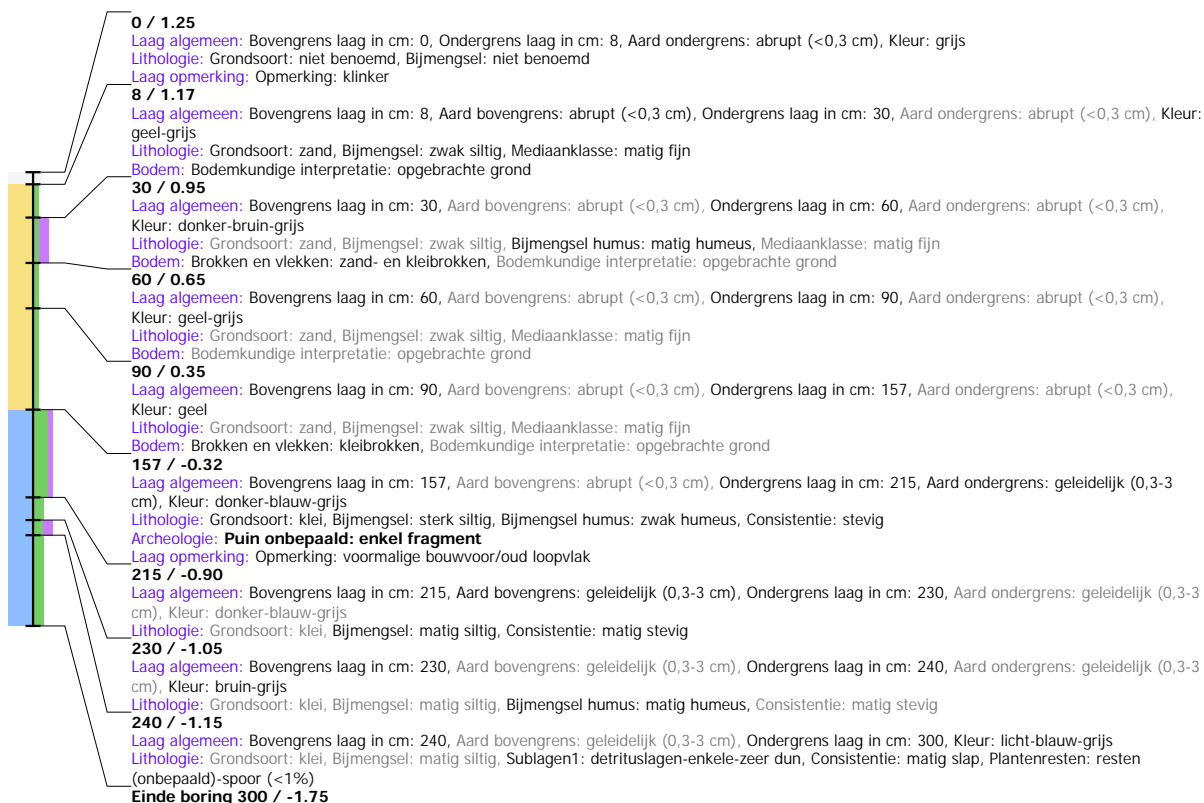 0 / 1.25
Laag algemeen: Bovengrens laag in cm: 0, Ondergrens laag in cm: 8, Aard ondergrens: abrupt (<0,3 cm), Kleur: grijs
Lithologie: Grondsoort: niet benoemd, Bijmengsel: niet benoemd
Laag opmerking: Opmerking: klinker
8 / 1.17
Laag algemeen: Bovengrens laag in cm: 8, Aard bovengrens: abrupt (<0,3 cm), Ondergrens laag in cm: 30, Aard ondergrens: abrupt (<0,3 cm), Kleur:
geel-grijs
Lithologie: Grondsoort: zand, Bijmengsel: zwak siltig, Mediaanklasse: matig fijn
Bodem: Bodemkundige interpretatie: opgebrachte grond
30 / 0.95
Laag algemeen: Bovengrens laag in cm: 30, Aard bovengrens: abrupt (<0,3 cm), Ondergrens laag in cm: 60, Aard ondergrens: abrupt (<0,3 cm),
Kleur: donker-bruin-grijs
Lithologie: Grondsoort: zand, Bijmengsel: zwak siltig, Bijmengsel humus: matig humeus, Mediaanklasse: matig fijn
Bodem: Brokken en vlekken: zand- en kleibrokken, Bodemkundige interpretatie: opgebrachte grond
60 / 0.65
Laag algemeen: Bovengrens laag in cm: 60, Aard bovengrens: abrupt (<0,3 cm), Ondergrens laag in cm: 90, Aard ondergrens: abrupt (<0,3 cm),
Kleur: geel-grijs
Lithologie: Grondsoort: zand, Bijmengsel: zwak siltig, Mediaanklasse: matig fijn
Bodem: Bodemkundige interpretatie: opgebrachte grond
90 / 0.35
Laag algemeen: Bovengrens laag in cm: 90, Aard bovengrens: abrupt (<0,3 cm), Ondergrens laag in cm: 157, Aard ondergrens: abrupt (<0,3 cm),
Kleur: geel
Lithologie: Grondsoort: zand, Bijmengsel: zwak siltig, Mediaanklasse: matig fijn
Bodem: Brokken en vlekken: kleibrokken, Bodemkundige interpretatie: opgebrachte grond
157 / -0.32
Laag algemeen: Bovengrens laag in cm: 157, Aard bovengrens: abrupt (<0,3 cm), Ondergrens laag in cm: 215, Aard ondergrens: geleidelijk (0,3-3
cm), Kleur: donker-blauw-grijs
Lithologie: Grondsoort: klei, Bijmengsel: sterk siltig, Bijmengsel humus: zwak humeus, Consistentie: stevig
Archeologie: Puin onbepaald: enkel fragment
Laag opmerking: Opmerking: voormalige bouwvoor/oud loopvlak
215 / -0.90
Laag algemeen: Bovengrens laag in cm: 215, Aard bovengrens: geleidelijk (0,3-3 cm), Ondergrens laag in cm: 230, Aard ondergrens: geleidelijk (0,3-3
cm), Kleur: donker-blauw-grijs
Lithologie: Grondsoort: klei, Bijmengsel: matig siltig, Consistentie: matig stevig
230 / -1.05
Laag algemeen: Bovengrens laag in cm: 230, Aard bovengrens: geleidelijk (0,3-3 cm), Ondergrens laag in cm: 240, Aard ondergrens: geleidelijk (0,3-3
cm), Kleur: bruin-grijs
Lithologie: Grondsoort: klei, Bijmengsel: matig siltig, Bijmengsel humus: matig humeus, Consistentie: matig stevig
240 / -1.15
Laag algemeen: Bovengrens laag in cm: 240, Aard bovengrens: geleidelijk (0,3-3 cm), Ondergrens laag in cm: 300, Kleur: licht-blauw-grijs
Lithologie: Grondsoort: klei, Bijmengsel: matig siltig, Sublagen1: detrituslagen-enkele-zeer dun, Consistentie: matig slap, Plantenresten: resten
(onbepaald)-spoor (<1%)
Einde boring 300 / -1.75